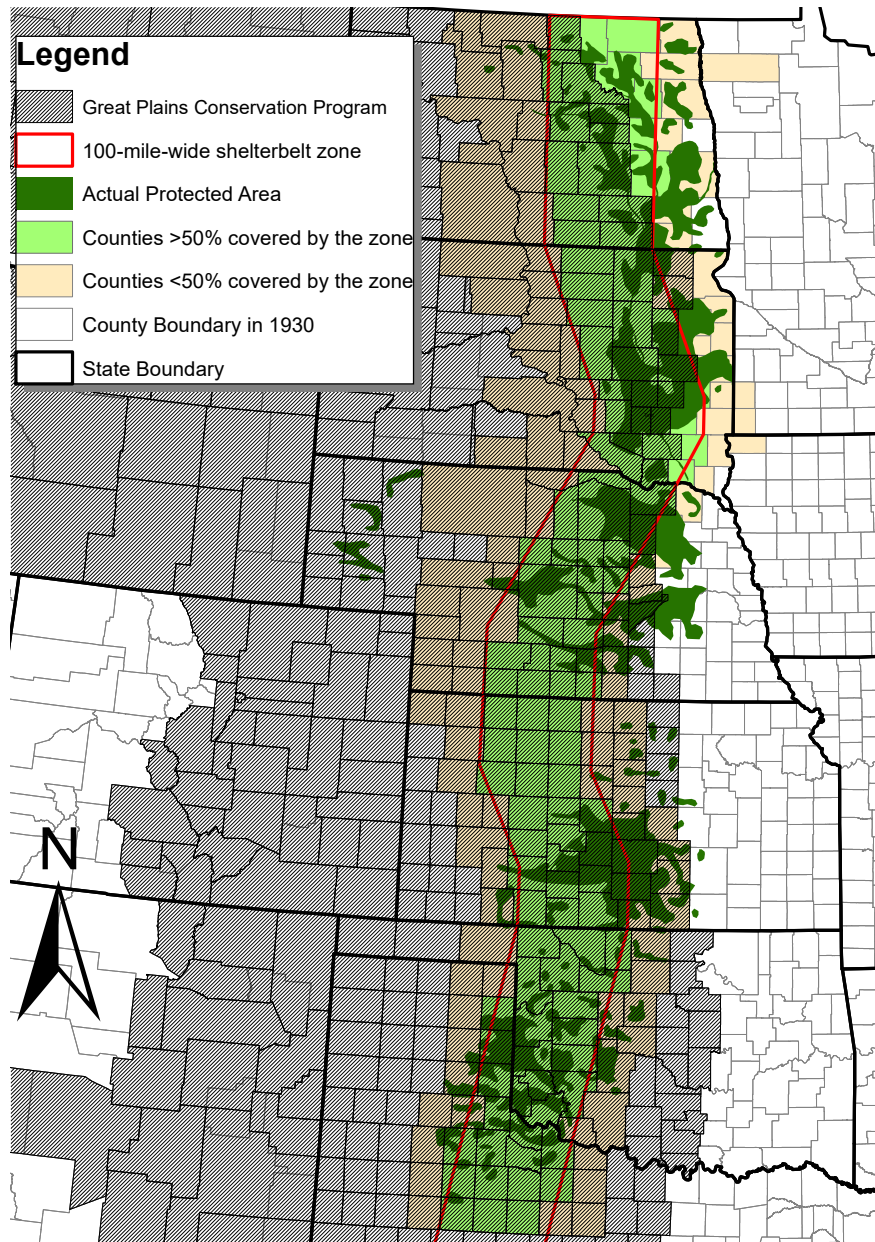 Legend
Great Plains Conservation Program
100-mile-wide shelterbelt zone
Actual Protected Area
Counties >50% covered by the zone
Counties <50% covered by the zone
County Boundary in 1930
State Boundary
N